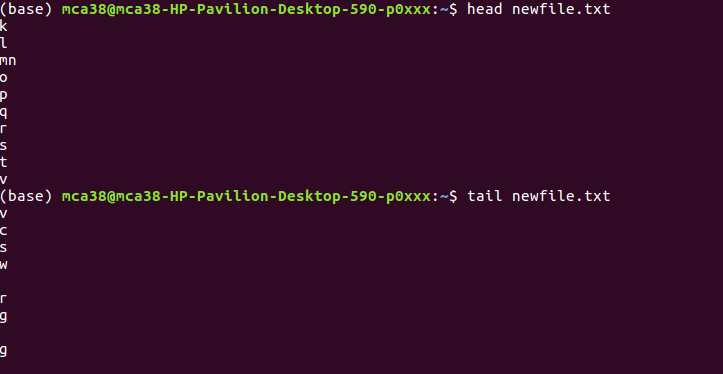 (base) mca38@mca38-HP-Pavilion-Desktop-590-p0xxx:~$ head newfile.txt
k
l
mn
o
p
q
r
s
t
v
(base) mca38@mca38-HP-Pavilion-Desktop-590-p0xxx:~$ tail newfile.txt
v
c
s
w
r
g
g